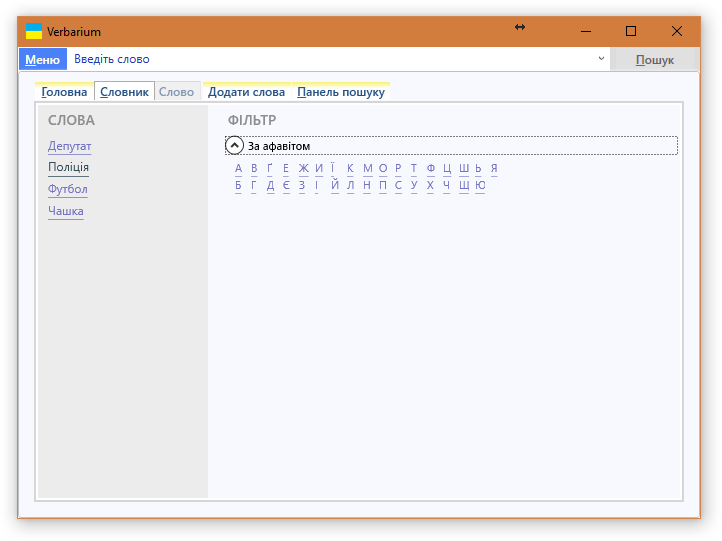 Verbarium
Меню Введіть слово Пошук
Головна Словник Слово Додати слова Панель пошуку
СЛОВА
Депутат
Поліція
Футбол
Чашка
ФІЛЬТР
За афавітом
А В Ґ Е Ж И Ї К М О Р Т Ф Ц Ш Ь Я
Б Г Д Є З І Й Л Н П С У Х Ч Щ Ю